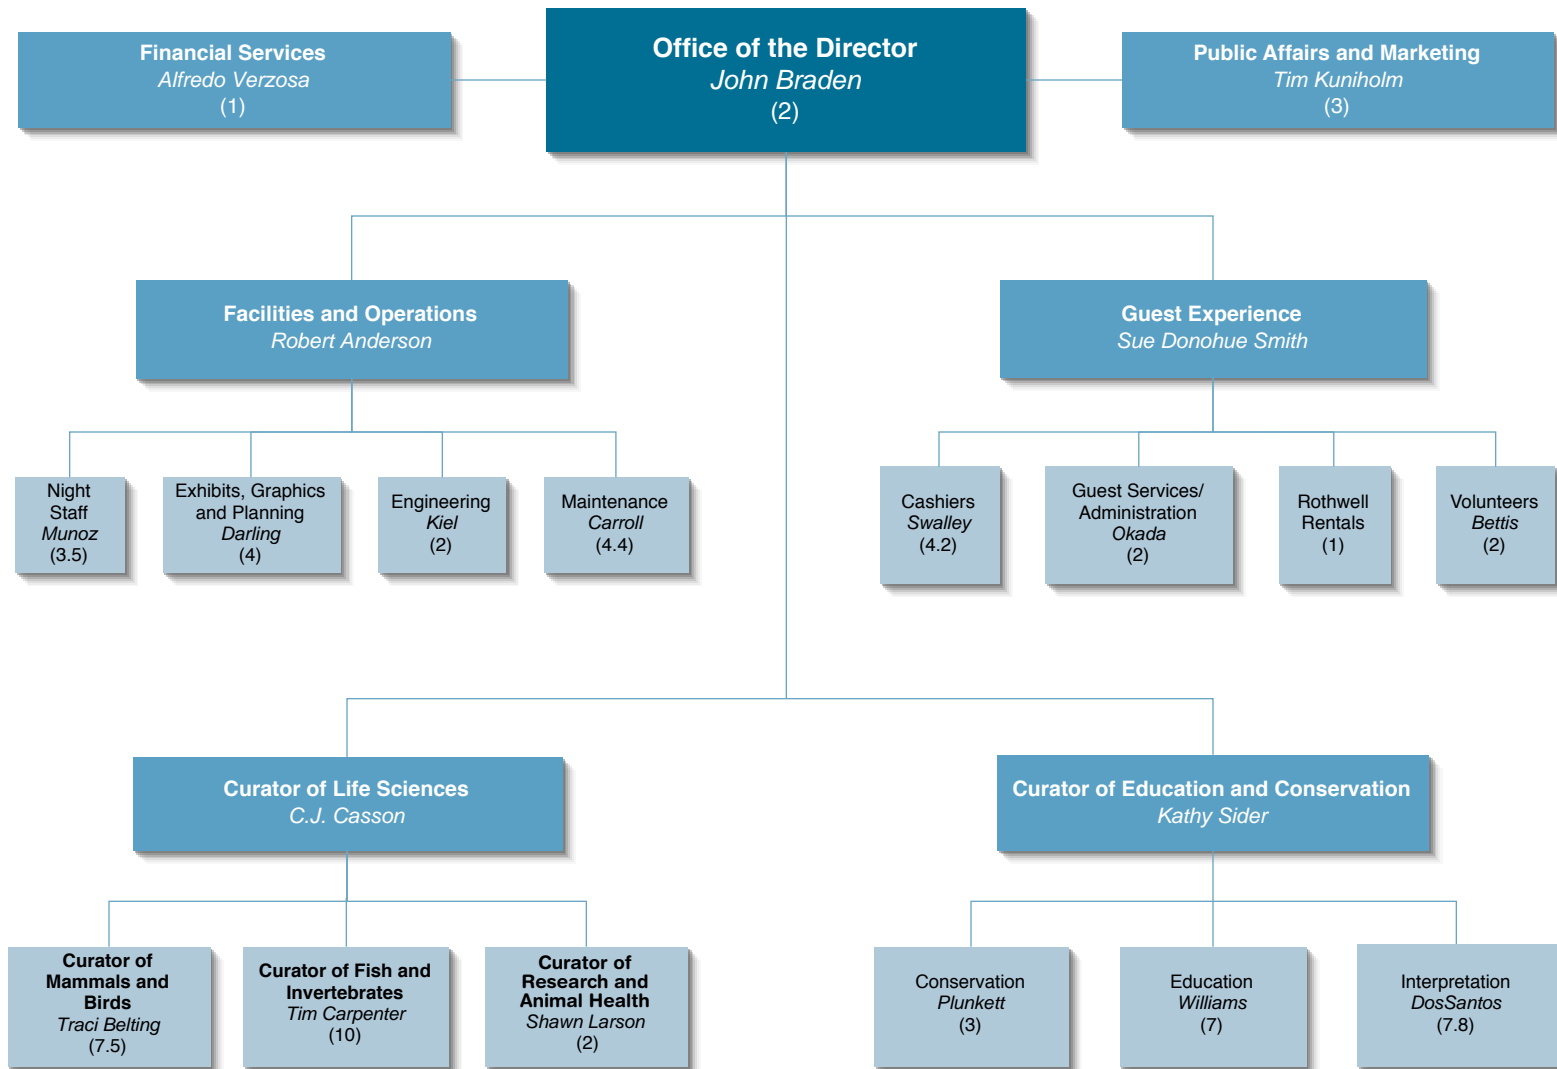 Financial Services
Alfredo Verzosa
(1)
Office of the Director
John Braden
(2)
Public Affairs and Marketing
Tim Kuniholm
(3)
Facilities and Operations
Robert Anderson
Guest Experience
Sue Donohue Smith
Night
Staff
Munoz
(3.5)
Exhibits, Graphics
and Planning
Darling
(4)
Engineering
Kiel
(2)
Maintenance
Carroll
(4.4)
Cashiers
Swalley
(4.2)
Guest Services/
Administration
Okada
(2)
Rothwell
Rentals
(1)
Volunteers
Bettis
(2)
Curator of Life Sciences
C.J. Casson
Curator of Education and Conservation
Kathy Sider
Curator of
Mammals and
Birds
Traci Belting
(7.5)
Curator of Fish and
Invertebrates
Tim Carpenter
(10)
Curator of
Research and
Animal Health
Shawn Larson
(2)
Conservation
Plunkett
(3)
Education
Williams
(7)
Interpretation
DosSantos
(7.8)